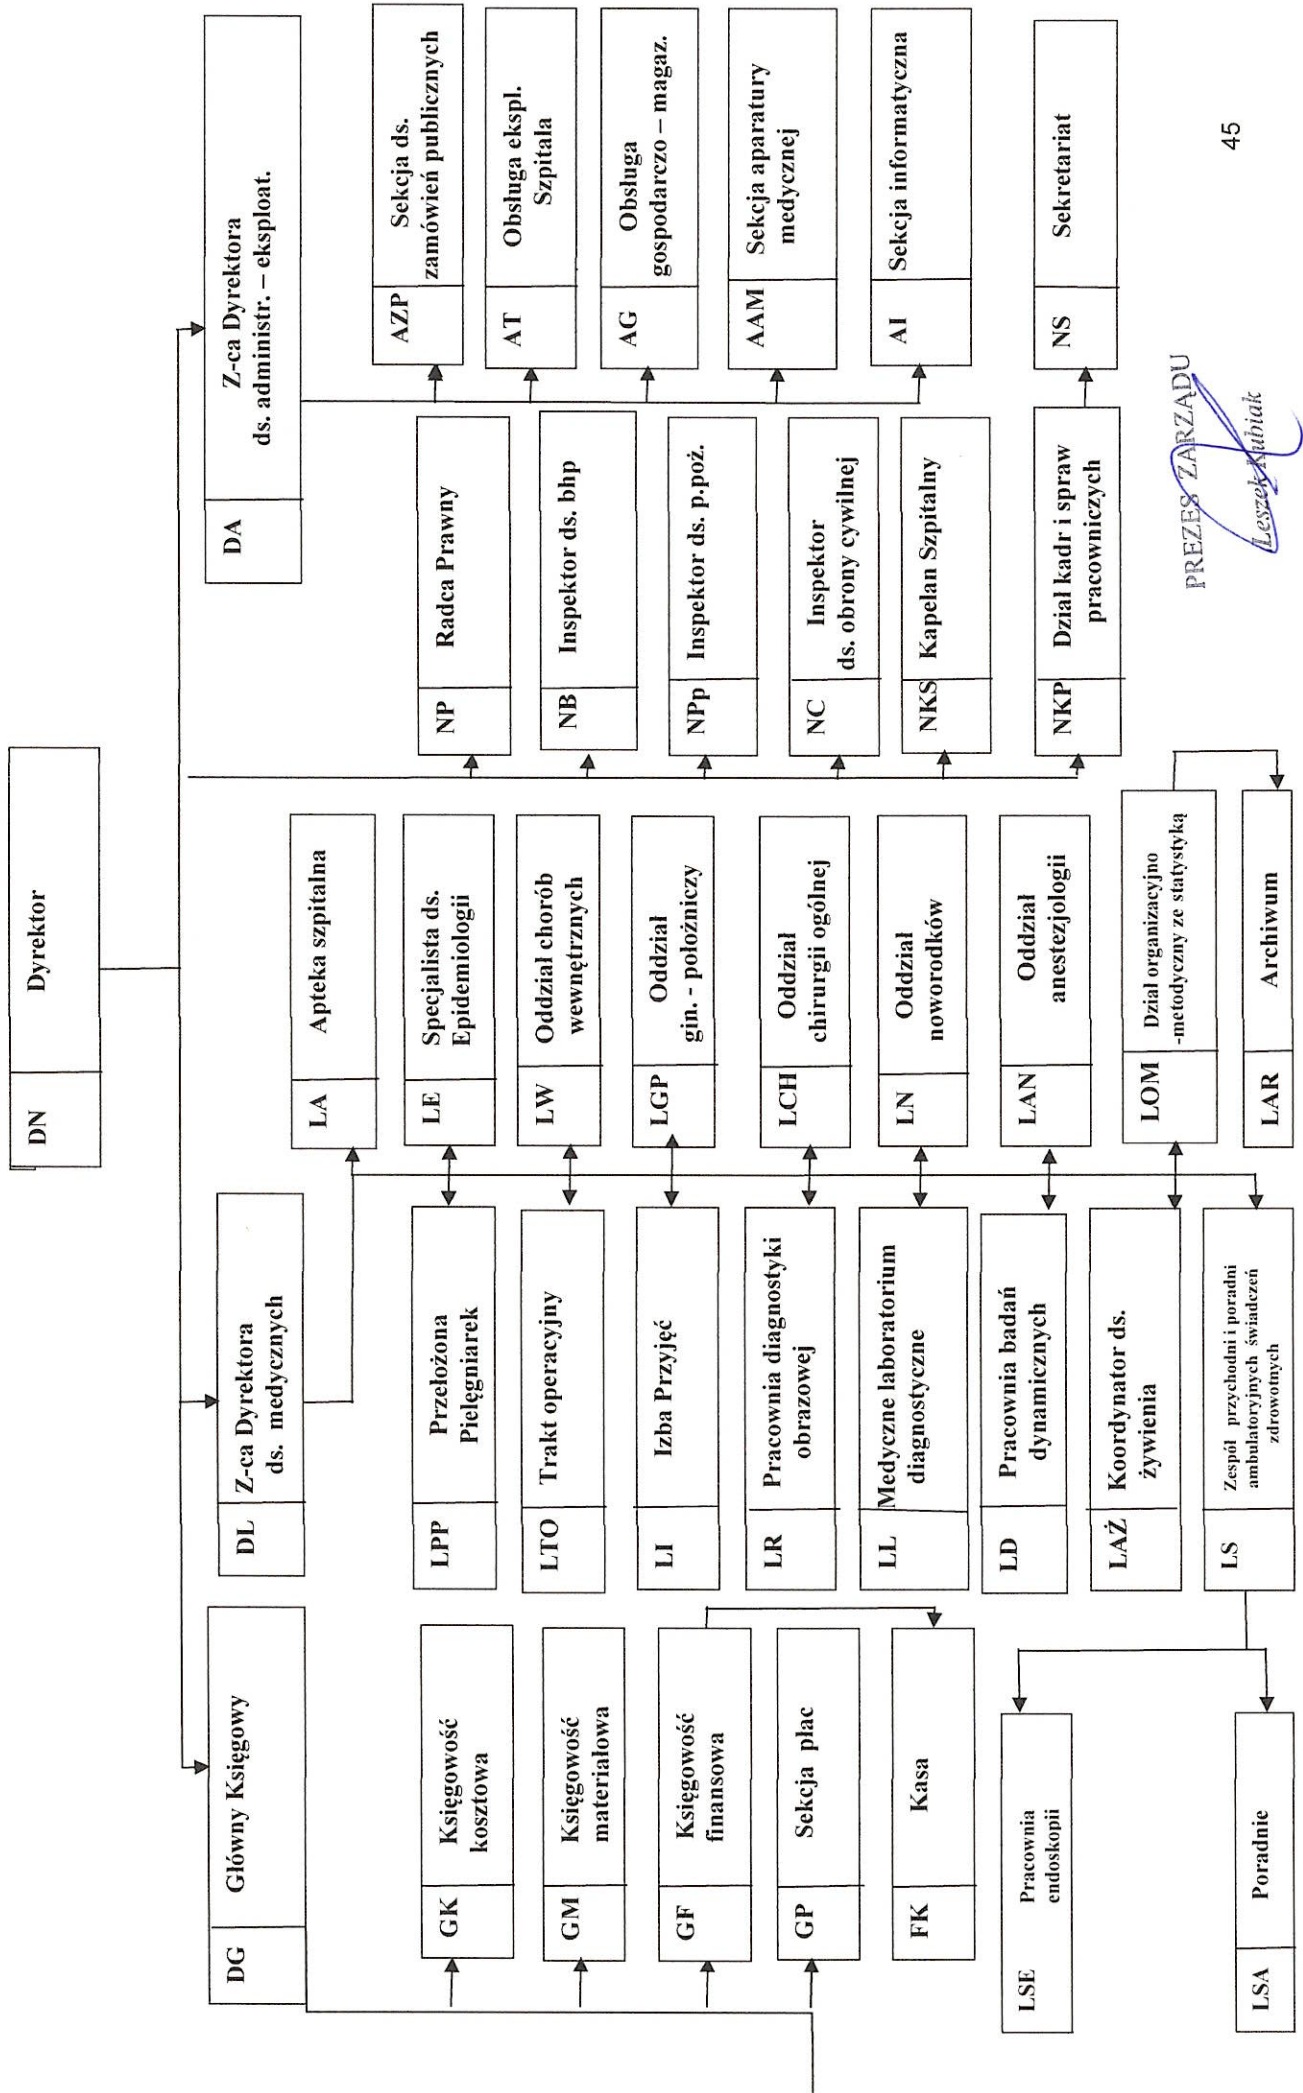 DN
Dyrektor
DG
Główny Księgowy
DL
Z-ca Dyrektora
ds. medycznych
DA
Z-ca Dyrektora
ds. administr. – eksploat.
GK
Księgowość
kosztowa
GM
Księgowość
materiałowa
GF
Księgowość
finansowa
GP
Sekcja płac
FK
Kasa
LSE
Pracownia
endoskopii
LSA
Poradnie
LPP
Przełożona
Pielęgniarek
LTO
Trakt operacyjny
LI
Izba Przyjęć
LR
Pracownia diagnostyki
obrazowej
LL
Medyczne laboratorium
diagnostyczne
LD
Pracownia badań
dynamicznych
LAŻ
Koordynator ds.
żywienia
LS
Zespół przychodni i poradni
ambulatoryjnych świadczeń
zdrowotnych
LA
Apteka szpitalna
LE
Specjalista ds.
Epidemiologii
LW
Oddział chorób
wewnętrznych
LGP
Oddział
gin. - położniczy
LCH
Oddział
chirurgii ogólnej
LN
Oddział
noworodków
LAN
Oddział
anestezjologii
LOM
Dział organizacyjno
-metodyczny ze statystyką
LAR
Archiwum
NP
Radca Prawny
NB
Inspektor ds. bhp
NPp
Inspektor ds. p.poż.
NC
Inspektor
ds. obrony cywilnej
NKS
Kapelan Szpitalny
NKP
Dział kadr i spraw
pracowniczych
AZP
Sekcja ds.
zamówień publicznych
AT
Obsługa ekspl.
Szpitala
AG
Obsługa
gospodarczo – magaz.
AAM
Sekcja aparatury
medycznej
AI
Sekcja informatyczna
NS
Sekretariat
PREZES ZARZĄDU
Leszek Kubiak
45